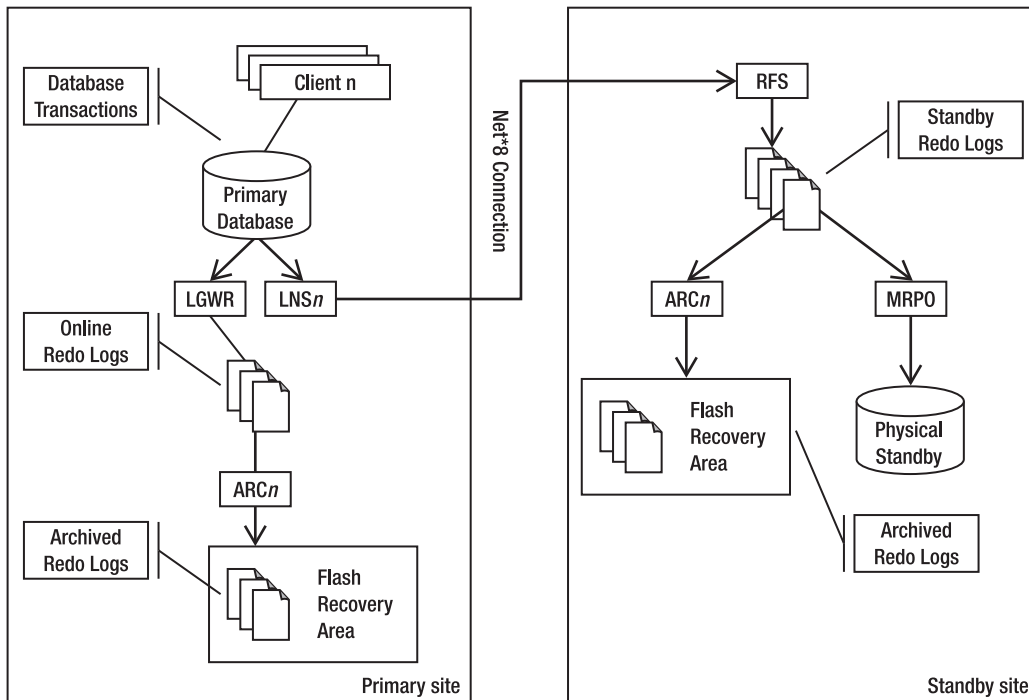 Database
Transactions
Client n
Primary
Database
LGWR
LNSn
Online
Redo Logs
ARCn
Archived
Redo Logs
Flash
Recovery
Area
Primary site
Net*8 Connection
RFS
Standby
Redo Logs
ARCn
MRPO
Flash
Recovery
Area
Physical
Standby
Archived
Redo Logs
Standby site